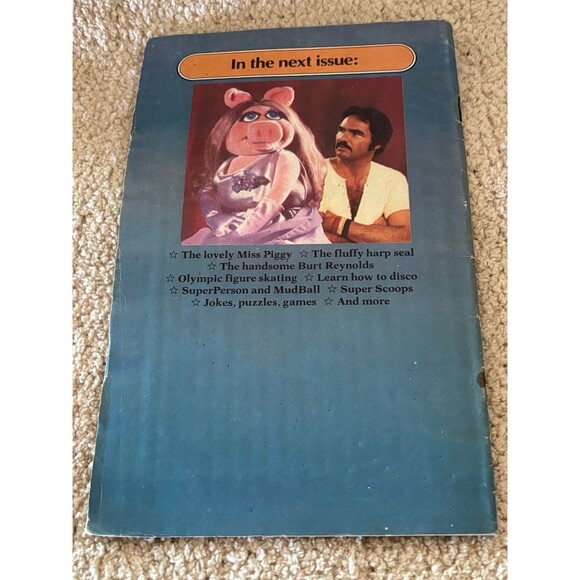 In the next issue:
☆ The lovely Miss Piggy ☆ The fluffy harp seal
☆ The handsome Burt Reynolds
☆ Olympic figure skating ☆ Learn how to disco
☆ SuperPerson and MudBall ☆ Super Scoops
☆ Jokes, puzzles, games ☆ And more